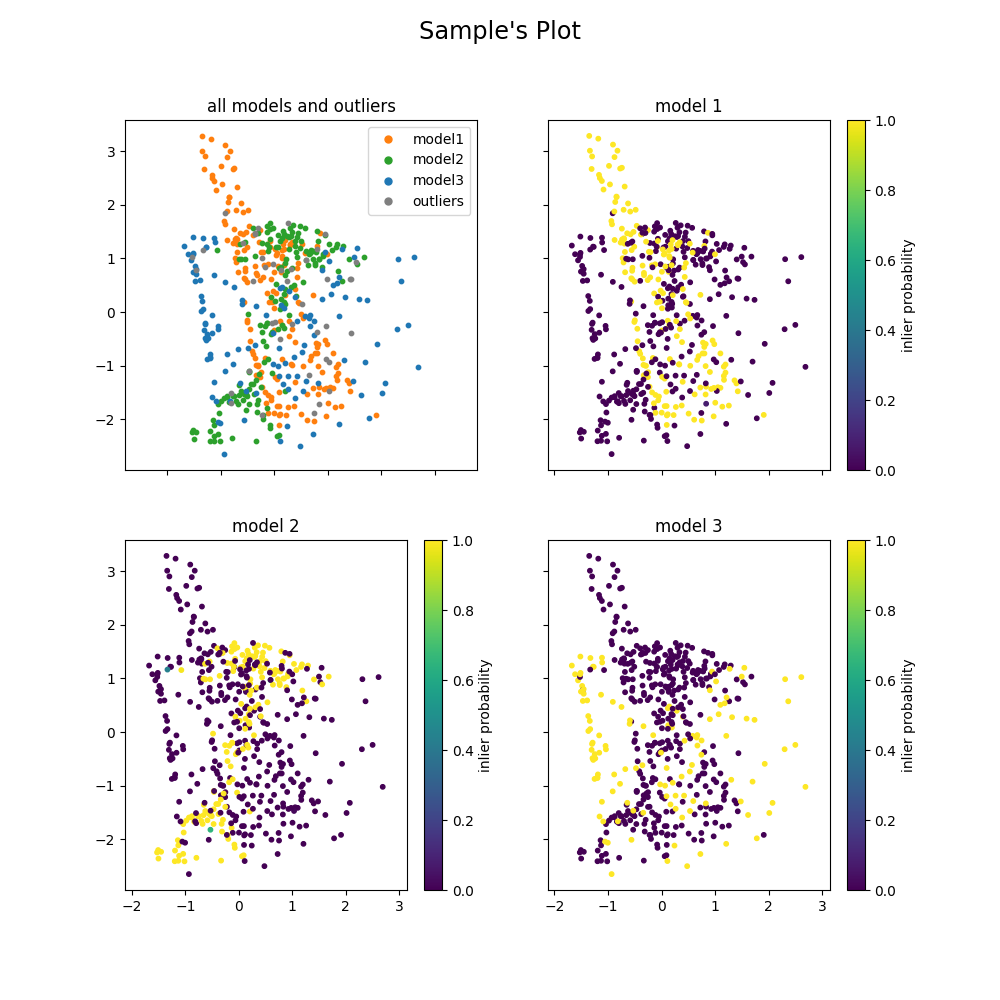 Sample's Plot
all models and outliers
model1
model2
model3
outliers
3
2
1
0
−1
−2
model 1
1.0
0.8
0.6
0.4
0.2
0.0
inlier probability
model 2
3
2
1
0
−1
−2
−2 −1 0 1 2 3
1.0
0.8
0.6
0.4
0.2
0.0
inlier probability
model 3
−2 −1 0 1 2 3
1.0
0.8
0.6
0.4
0.2
0.0
inlier probability